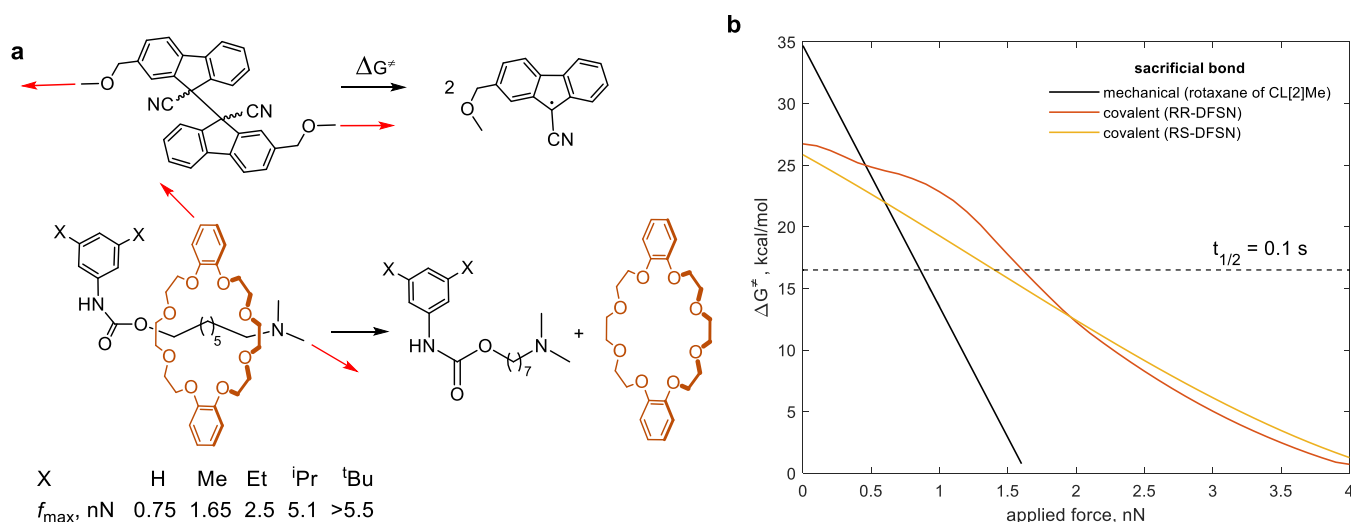 a
O
NC
CN
O
ΔG≠
2
O
CN
X
X
NH
O
O
5
N
O
O
O
O
O
O
O
O
X
X
NH
O
O
N
7
+
O
O
O
O
O
O
O
O
X H Me Et iPr tBu
fmax, nN 0.75 1.65 2.5 5.1 >5.5
b
35
30
25
20
15
10
5
0
ΔG≠, kcal/mol
sacrificial bond
mechanical (rotaxane of CL[2]Me)
covalent (RR-DFSN)
covalent (RS-DFSN)
t1/2 = 0.1 s
0 0.5 1 1.5 2 2.5 3 3.5 4
applied force, nN